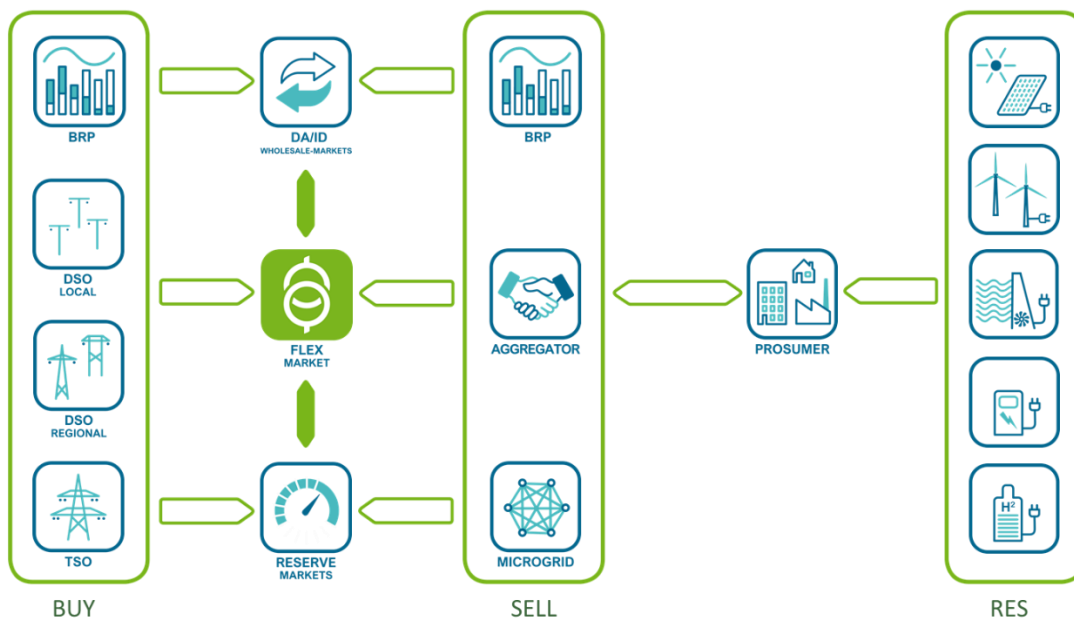 BRP
DSO
LOCAL
DSO
REGIONAL
TSO
BUY
DA/ID
WHOLESALE-MARKETS
FLEX
MARKET
RESERVE
MARKETS
BRP
AGGREGATOR
MICROGRID
SELL
PROSUMER
H²
RES